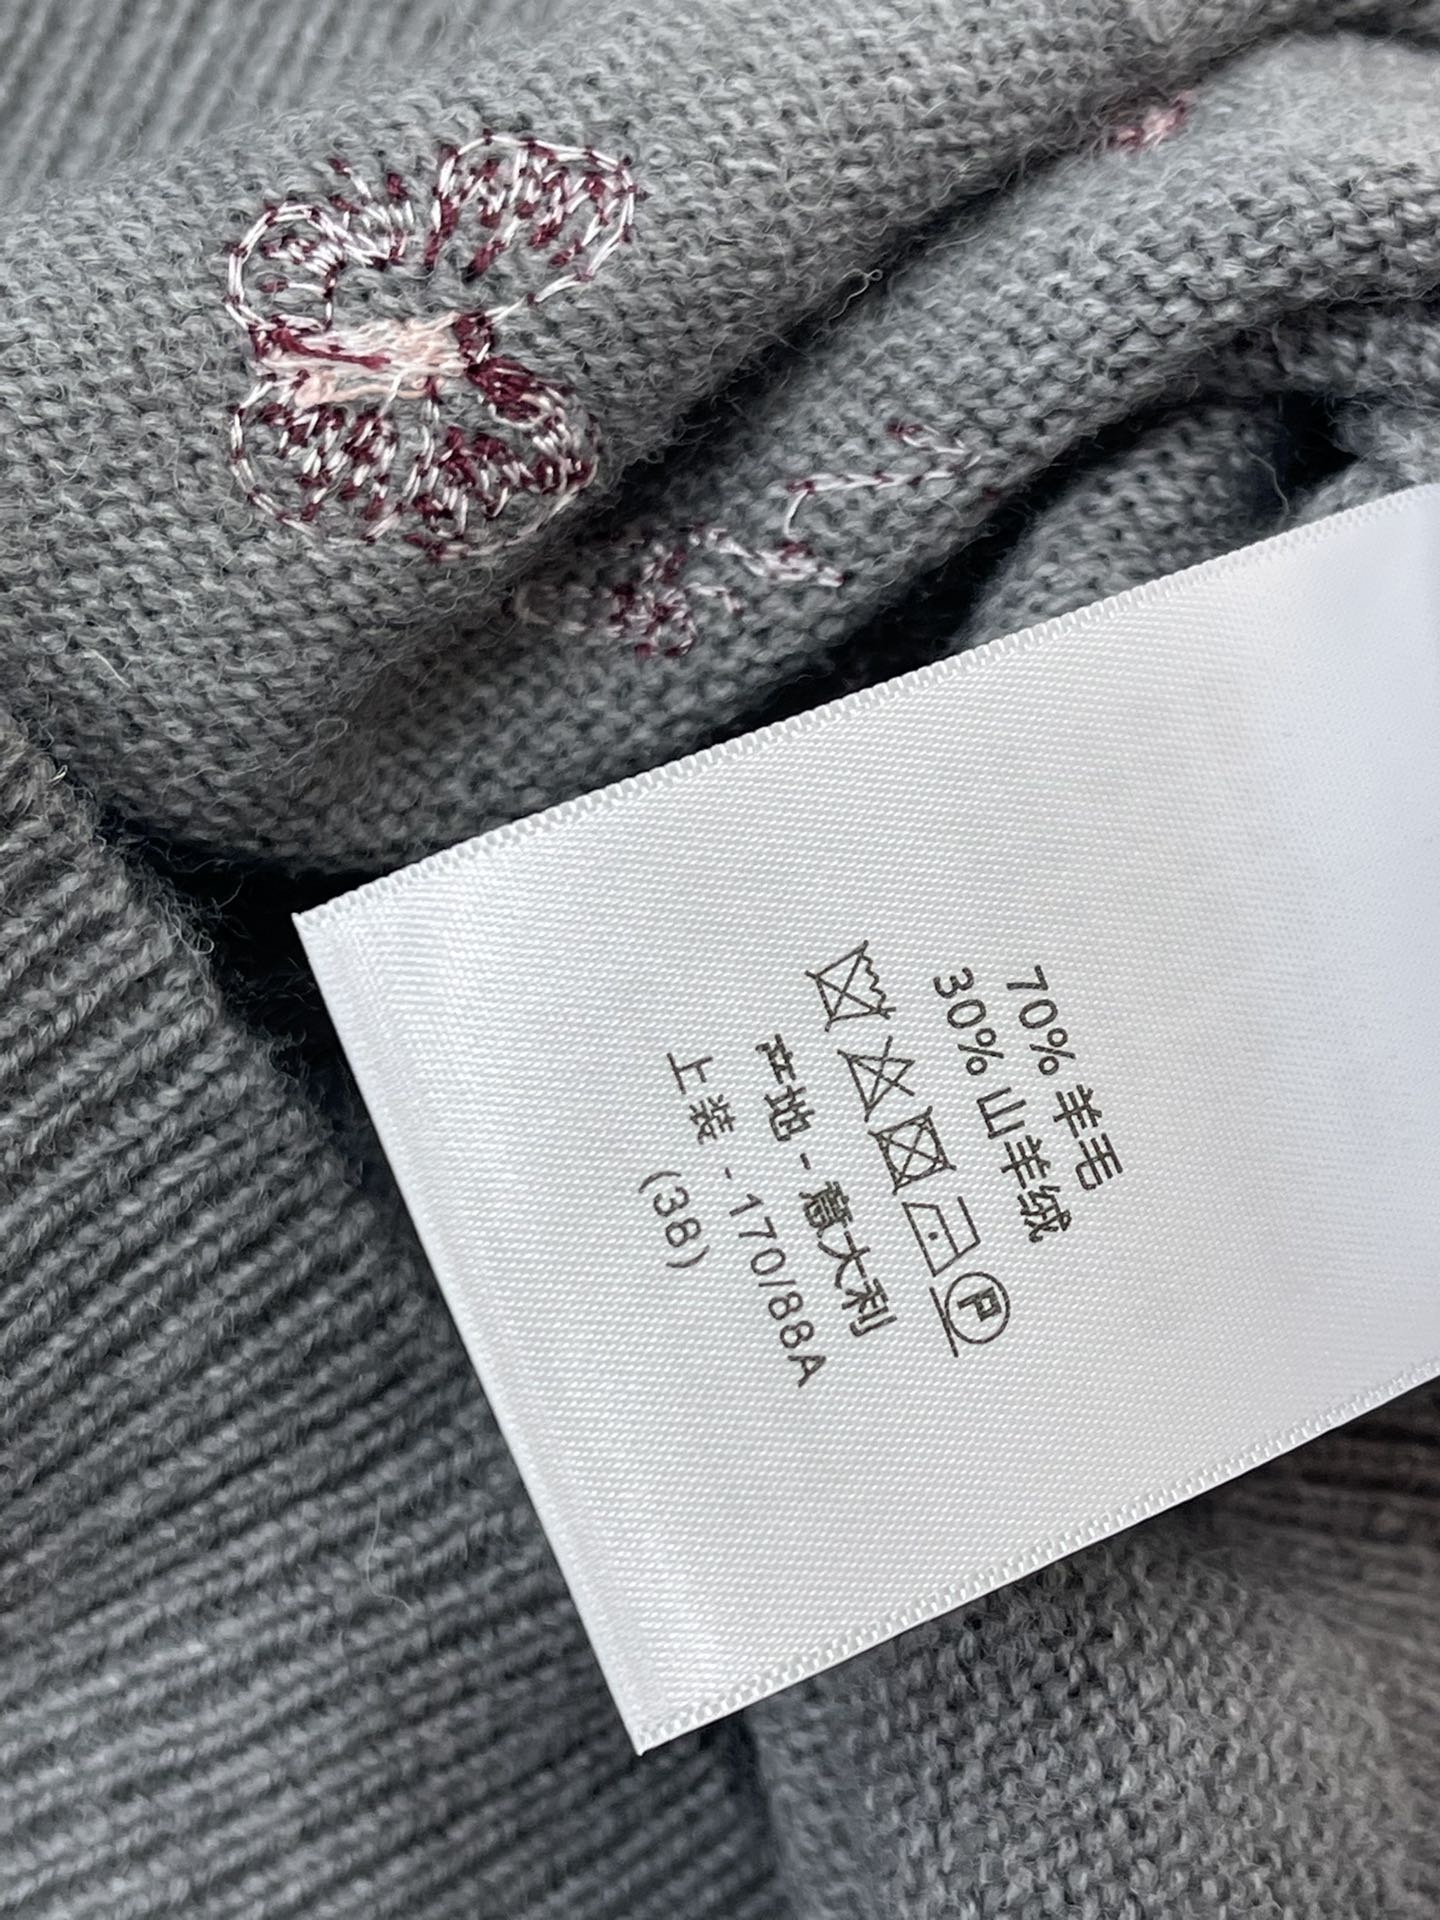 70% 羊毛
30% 山羊绒
P
产地 - 意大利
上装 - 170/88A
(38)